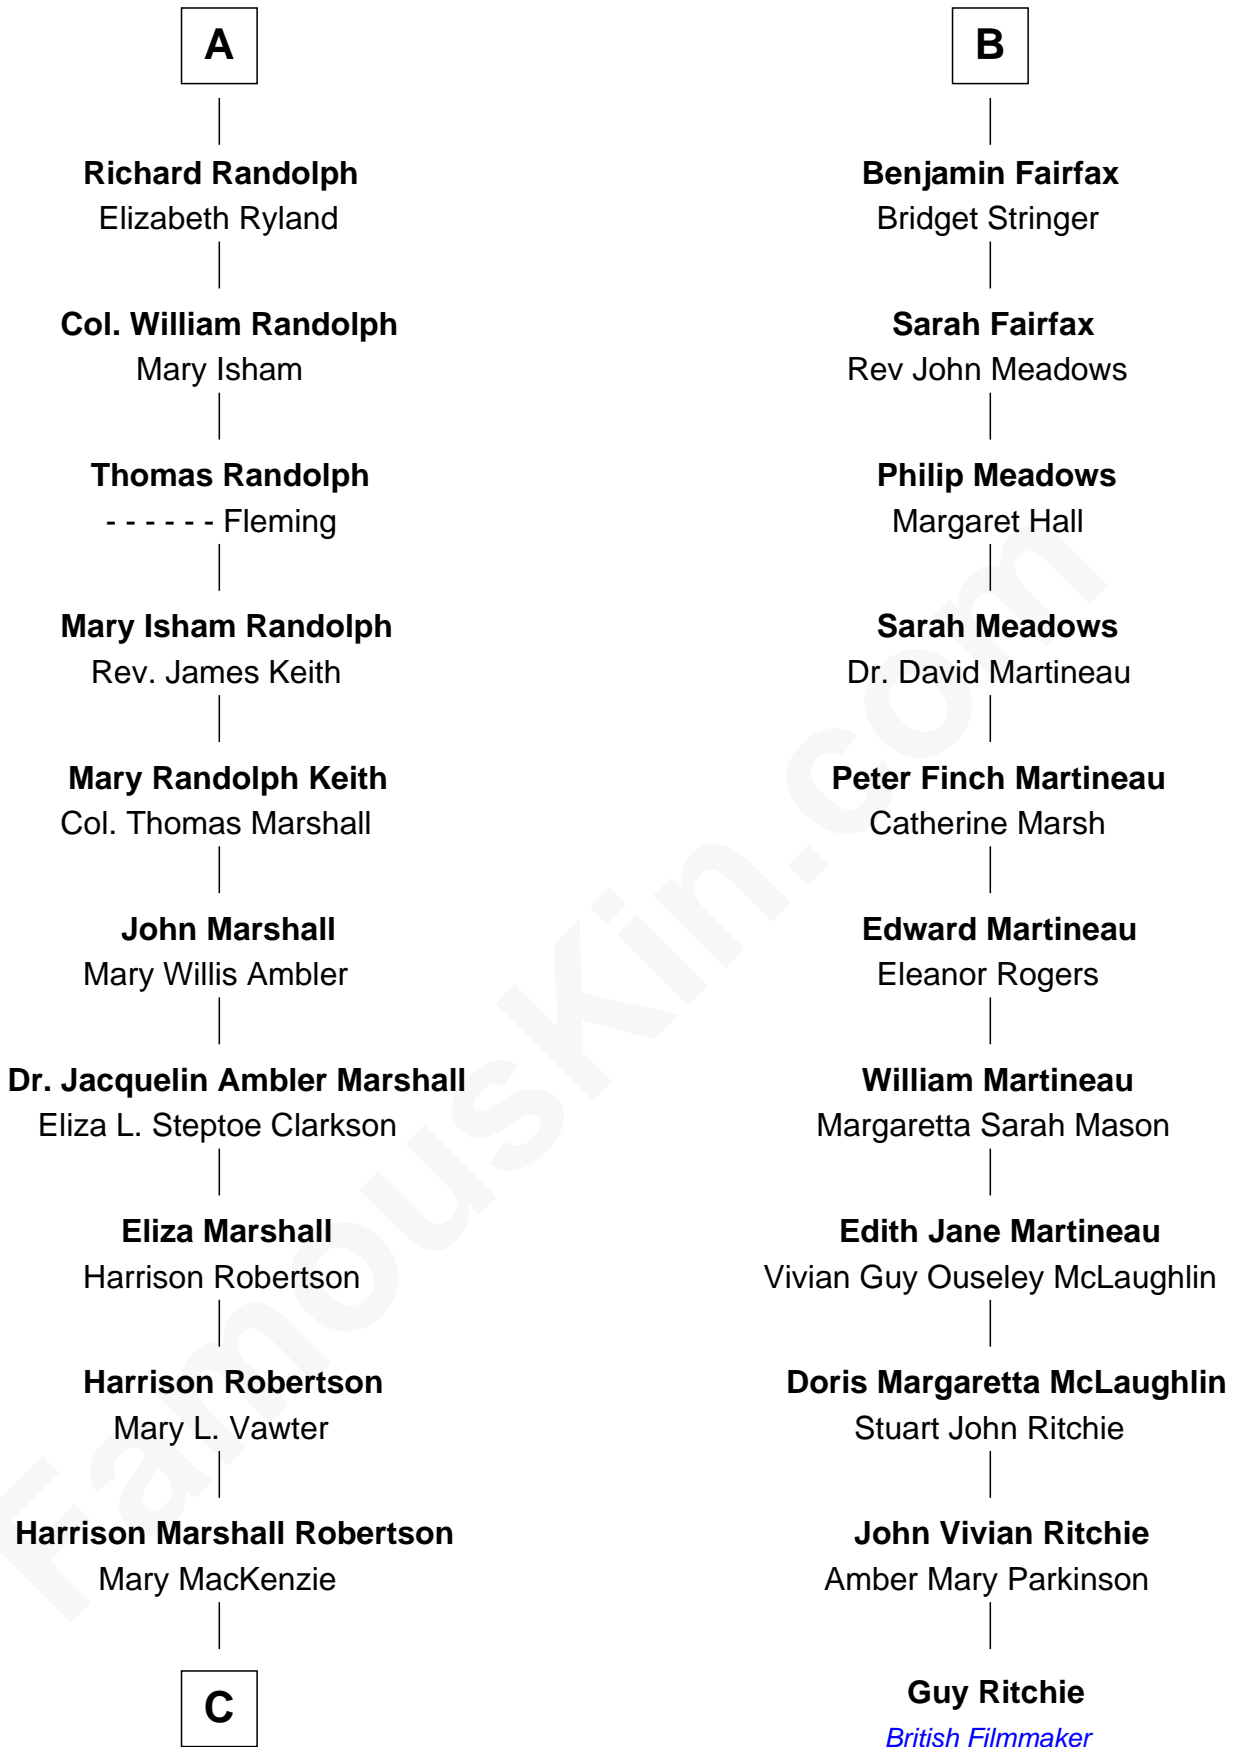 A
Richard Randolph
Elizabeth Ryland
Col. William Randolph
Mary Isham
Thomas Randolph
- - - - - - Fleming
Mary Isham Randolph
Rev. James Keith
Mary Randolph Keith
Col. Thomas Marshall
John Marshall
Mary Willis Ambler
Dr. Jacquelin Ambler Marshall
Eliza L. Steptoe Clarkson
Eliza Marshall
Harrison Robertson
Harrison Robertson
Mary L. Vawter
Harrison Marshall Robertson
Mary MacKenzie
C
B
Benjamin Fairfax
Bridget Stringer
Sarah Fairfax
Rev John Meadows
Philip Meadows
Margaret Hall
Sarah Meadows
Dr. David Martineau
Peter Finch Martineau
Catherine Marsh
Edward Martineau
Eleanor Rogers
William Martineau
Margaretta Sarah Mason
Edith Jane Martineau
Vivian Guy Ouseley McLaughlin
Doris Margaretta McLaughlin
Stuart John Ritchie
John Vivian Ritchie
Amber Mary Parkinson
Guy Ritchie
British Filmmaker
FamousKin.com